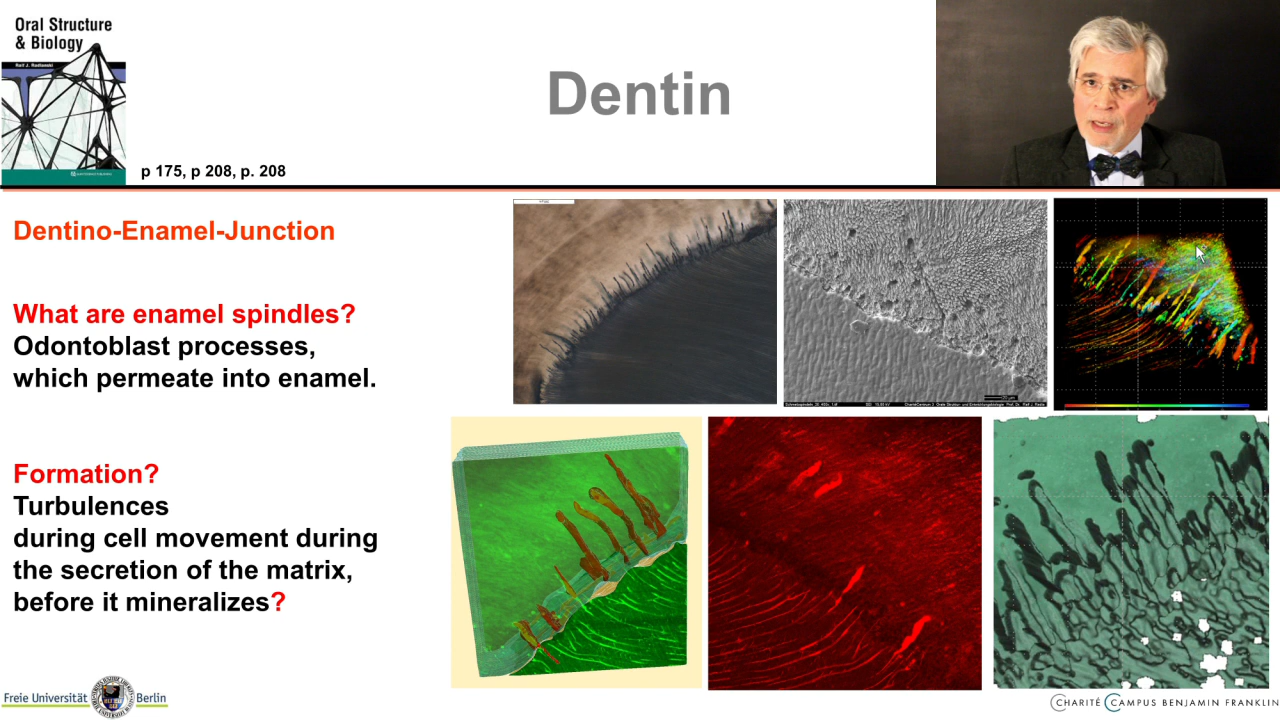 Oral Structure
& Biology
Ralf J. Radlanski
Dentin
p 175, p 208, p. 208
Dentino-Enamel-Junction
What are enamel spindles?
Odontoblast processes,
which permeate into enamel.
Formation?
Turbulences
during cell movement during
the secretion of the matrix,
before it mineralizes?
Freie Universität Berlin
CHARITÉ CAMPUS BENJAMIN FRANKLIN